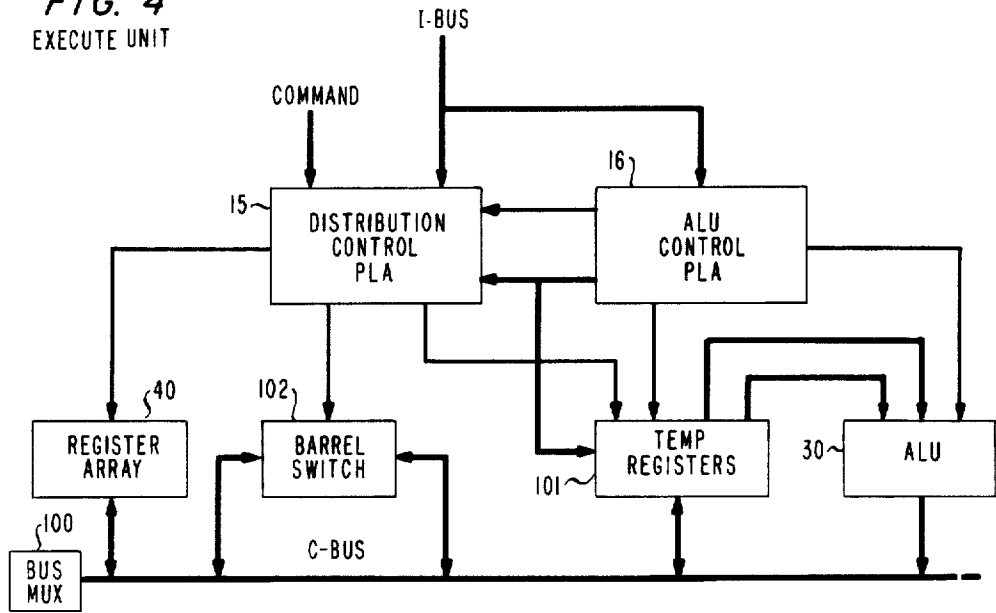 FIG. 4
EXECUTE UNIT
I-BUS
COMMAND
15
DISTRIBUTION
CONTROL
PLA
16
ALU
CONTROL
PLA
40
REGISTER
ARRAY
102
BARREL
SWITCH
TEMP
REGISTERS
101
30
ALU
100
BUS
MUX
C-BUS